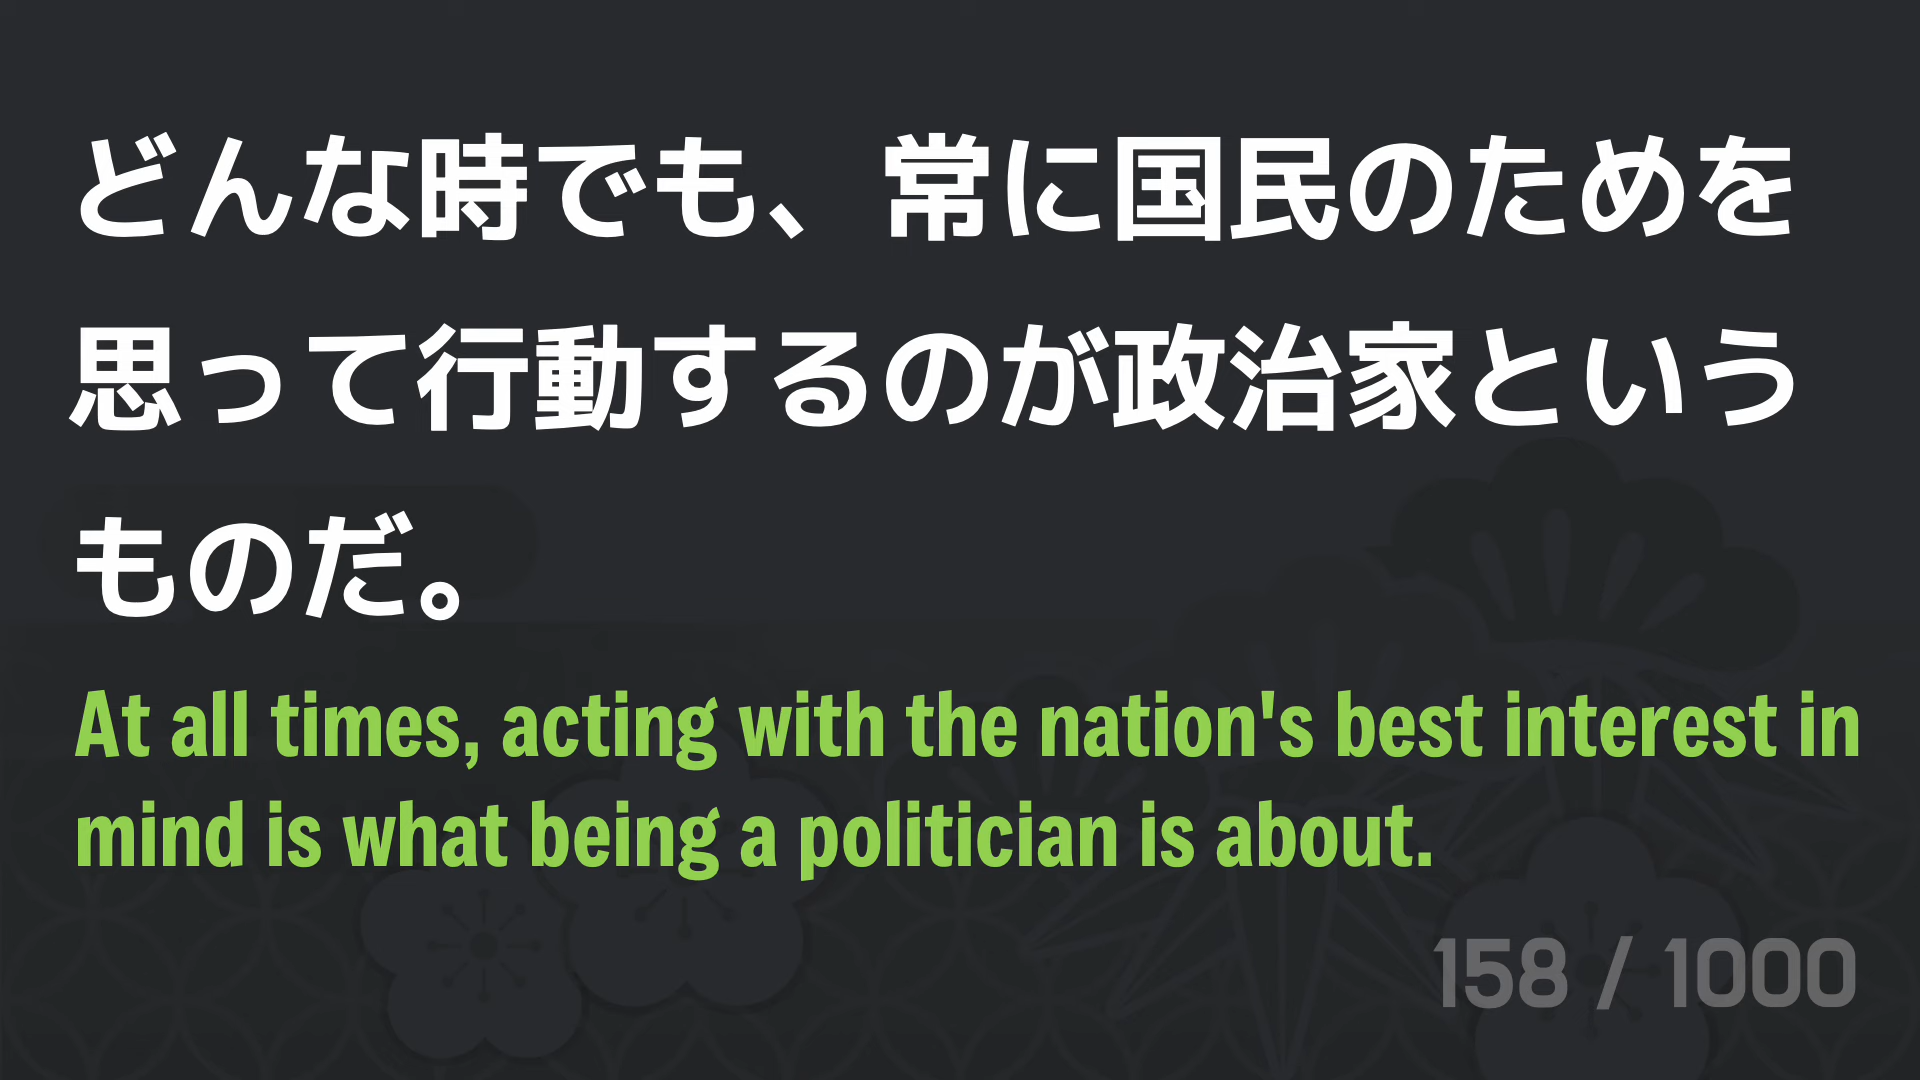 どんな時でも、常に国民のためを
思って行動するのが政治家という
ものだ。
At all times, acting with the nation's best interest in
mind is what being a politician is about.
158 / 1000